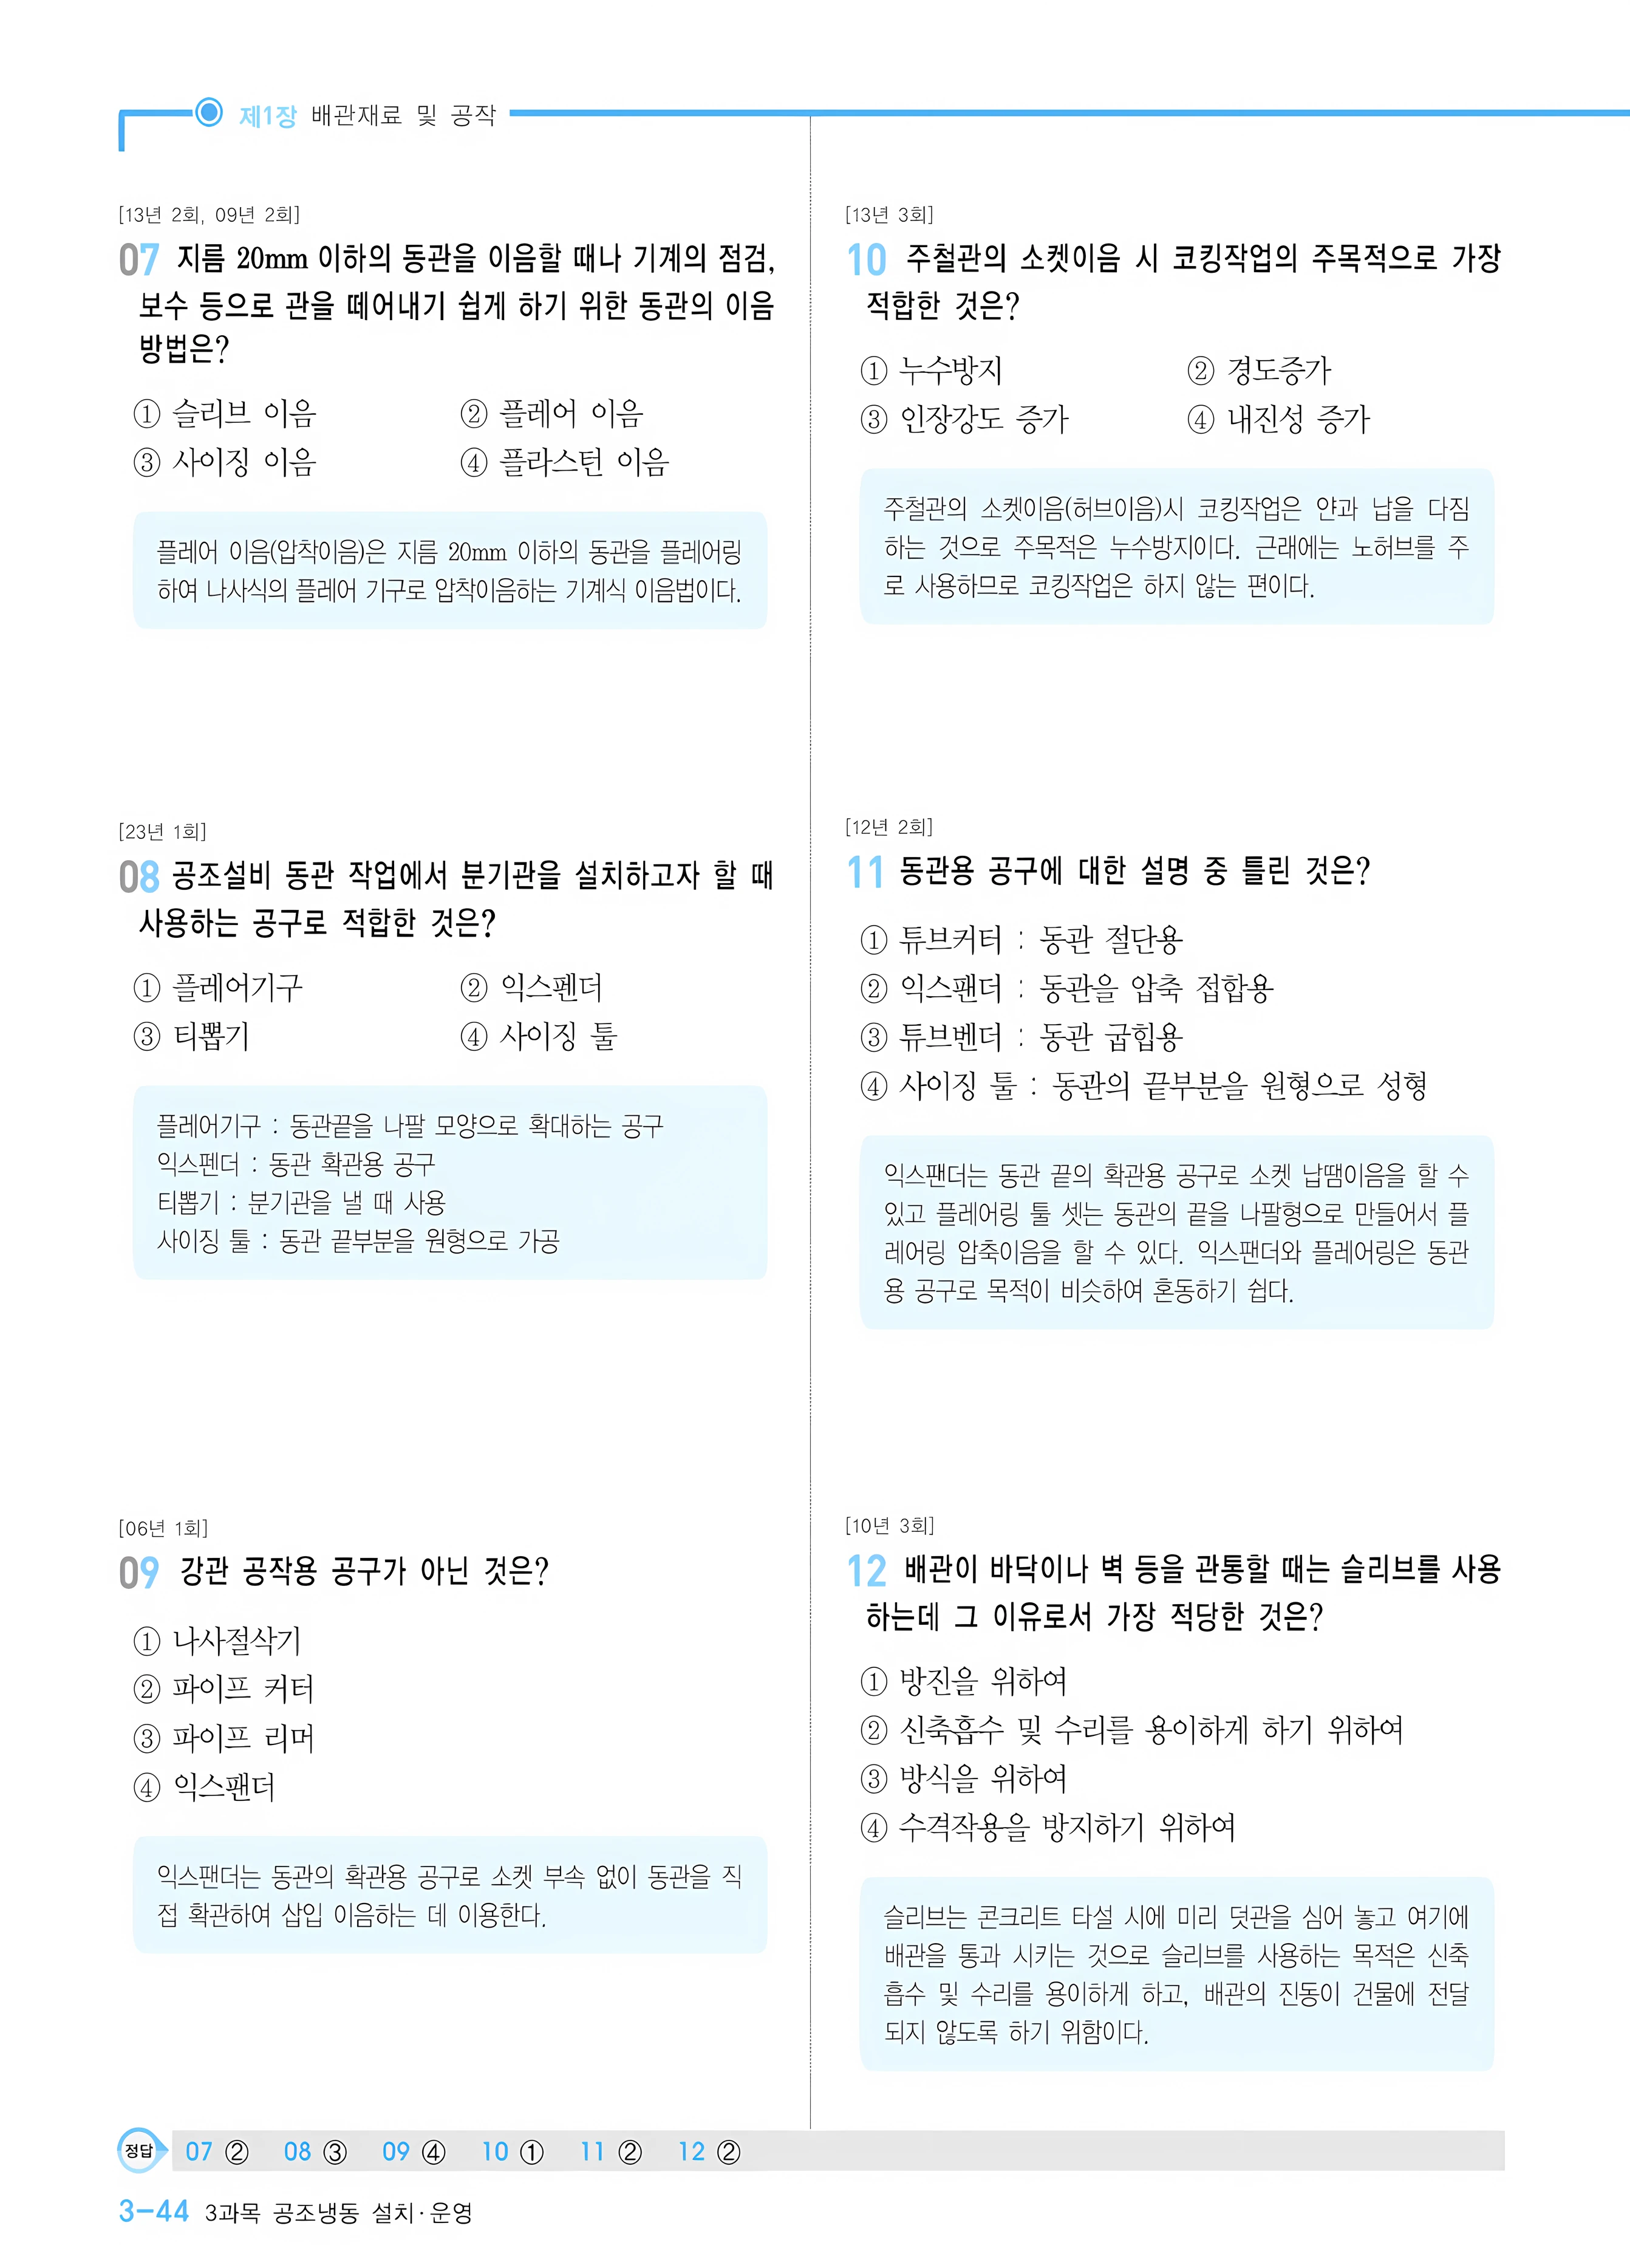 제1장 배관재료 및 공작
[13년 2회, 09년 2회]
07 지름 20mm 이하의 동관을 이음할 때나 기계의 점검,
보수 등으로 관을 떼어내기 쉽게 하기 위한 동관의 이음
방법은?
① 슬리브 이음 ② 플레어 이음
③ 사이징 이음 ④ 플라스턴 이음
플레어 이음(압착이음)은 지름 20mm 이하의 동관을 플레어링
하여 나사식의 플레어 기구로 압착이음하는 기계식 이음법이다.
[23년 1회]
08 공조설비 동관 작업에서 분기관을 설치하고자 할 때
사용하는 공구로 적합한 것은?
① 플레어기구 ② 익스펜더
③ 티뽑기 ④ 사이징 툴
플레어기구 : 동관끝을 나팔 모양으로 확대하는 공구
익스펜더 : 동관 확관용 공구
티뽑기 : 분기관을 낼 때 사용
사이징 툴 : 동관 끝부분을 원형으로 가공
[06년 1회]
09 강관 공작용 공구가 아닌 것은?
① 나사절삭기
② 파이프 커터
③ 파이프 리머
④ 익스팬더
익스팬더는 동관의 확관용 공구로 소켓 부속 없이 동관을 직
접 확관하여 삽입 이음하는 데 이용한다.
[13년 3회]
10 주철관의 소켓이음 시 코킹작업의 주목적으로 가장
적합한 것은?
① 누수방지 ② 경도증가
③ 인장강도 증가 ④ 내진성 증가
주철관의 소켓이음(허브이음)시 코킹작업은 얀과 납을 다짐
하는 것으로 주목적은 누수방지이다. 근래에는 노허브를 주
로 사용하므로 코킹작업은 하지 않는 편이다.
[12년 2회]
11 동관용 공구에 대한 설명 중 틀린 것은?
① 튜브커터 : 동관 절단용
② 익스팬더 : 동관을 압축 접합용
③ 튜브벤더 : 동관 굽힘용
④ 사이징 툴 : 동관의 끝부분을 원형으로 성형
익스팬더는 동관 끝의 확관용 공구로 소켓 납땜이음을 할 수
있고 플레어링 툴 셋는 동관의 끝을 나팔형으로 만들어서 플
레어링 압축이음을 할 수 있다. 익스팬더와 플레어링은 동관
용 공구로 목적이 비슷하여 혼동하기 쉽다.
[10년 3회]
12 배관이 바닥이나 벽 등을 관통할 때는 슬리브를 사용
하는데 그 이유로서 가장 적당한 것은?
① 방진을 위하여
② 신축흡수 및 수리를 용이하게 하기 위하여
③ 방식을 위하여
④ 수격작용을 방지하기 위하여
슬리브는 콘크리트 타설 시에 미리 덧관을 심어 놓고 여기에
배관을 통과 시키는 것으로 슬리브를 사용하는 목적은 신축
흡수 및 수리를 용이하게 하고, 배관의 진동이 건물에 전달
되지 않도록 하기 위함이다.
정답 07 ② 08 ③ 09 ④ 10 ① 11 ② 12 ②
3-44 3과목 공조냉동 설치·운영